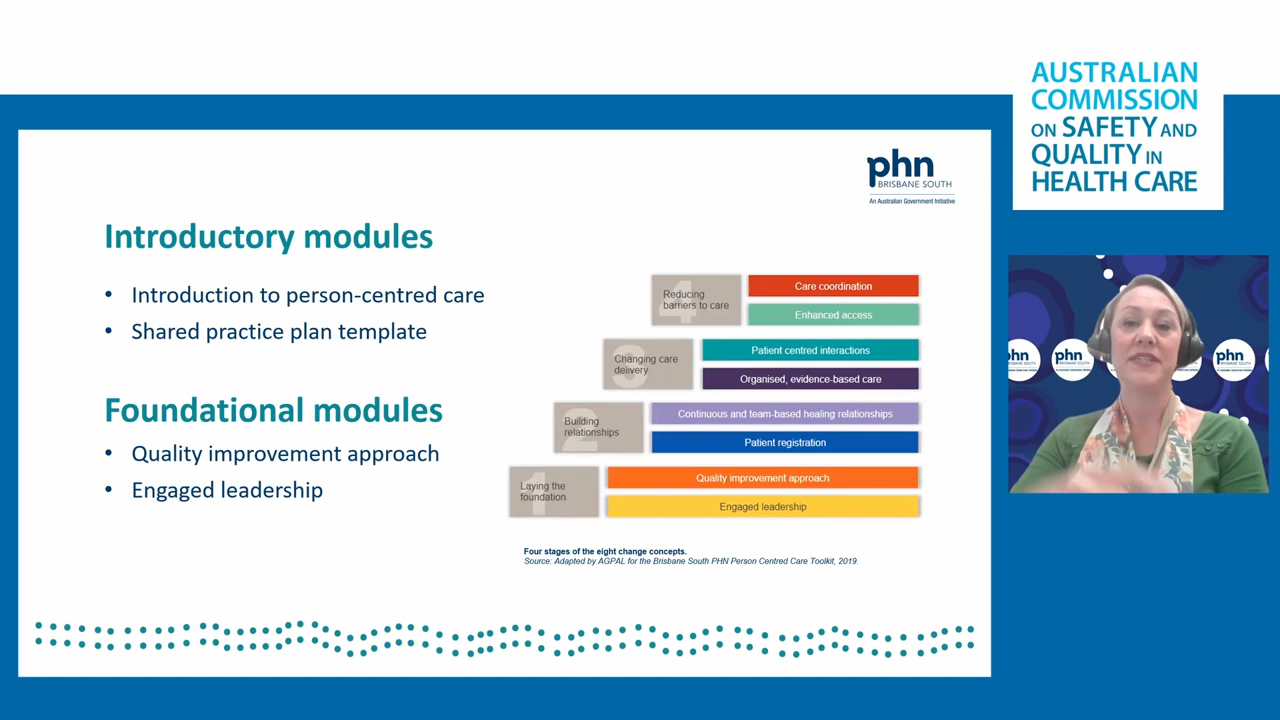 AUSTRALIAN
COMMISSION
ON SAFETY AND
QUALITY IN
HEALTH CARE
phn
BRISBANE SOUTH
An Australian Government Initiative
Introductory modules
• Introduction to person-centred care
• Shared practice plan template
Foundational modules
• Quality improvement approach
• Engaged leadership
4
Reducing
barriers to care
Care coordination
Enhanced access
3
Changing care
delivery
Patient centred interactions
Organised, evidence-based care
2
Building
relationships
Continuous and team-based healing relationships
Patient registration
1
Laying the
foundation
Quality improvement approach
Engaged leadership
Four stages of the eight change concepts.
Source: Adapted by AGPAL for the Brisbane South PHN Person Centred Care Toolkit, 2019.
phn
phn
phn